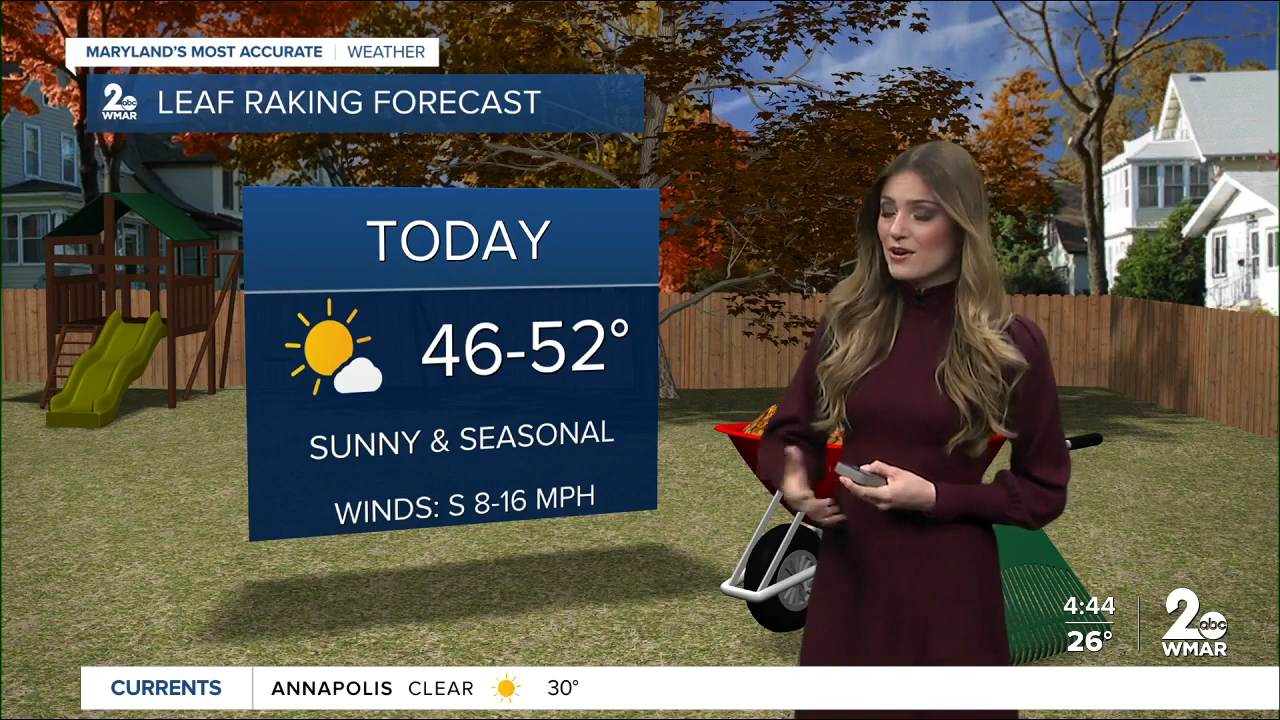 MARYLAND'S MOST ACCURATE | WEATHER
2 abc WMAR LEAF RAKING FORECAST
TODAY
46-52°
SUNNY & SEASONAL
WINDS: S 8-16 MPH
4:44
26°
2 abc
WMAR
CURRENTS ANNAPOLIS CLEAR 30°